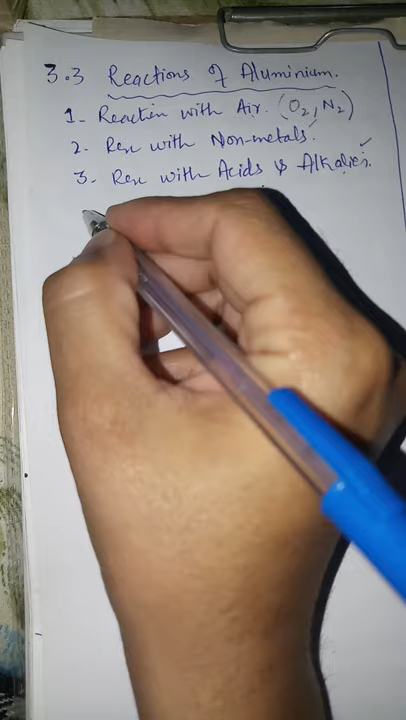 3.3 Reactions of Aluminium.
1- Reaction with Air. (O2, N2)
2. Rxn with Non-metals.
3- Rxn with Acids & Alkalies.